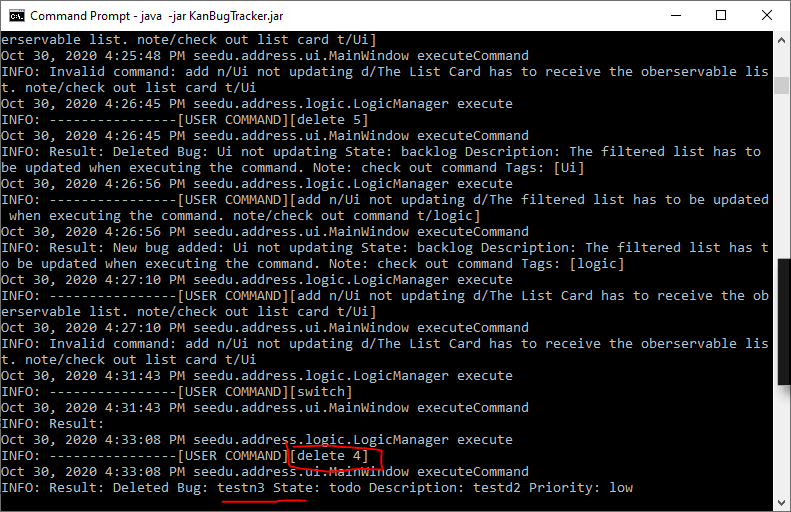 Command Prompt - java  -jar KanBugTracker.jar
erservable list. note/check out list card t/Ui]
Oct 30, 2020 4:25:48 PM seedu.address.ui.MainWindow executeCommand
INFO: Invalid command: add n/Ui not updating d/The List Card has to receive the oberservable lis
t. note/check out list card t/Ui
Oct 30, 2020 4:26:45 PM seedu.address.logic.LogicManager execute
INFO: ----------------[USER COMMAND][delete 5]
Oct 30, 2020 4:26:45 PM seedu.address.ui.MainWindow executeCommand
INFO: Result: Deleted Bug: Ui not updating State: backlog Description: The filtered list has to
be updated when executing the command. Note: check out command Tags: [Ui]
Oct 30, 2020 4:26:56 PM seedu.address.logic.LogicManager execute
INFO: ----------------[USER COMMAND][add n/Ui not updating d/The filtered list has to be updated
 when executing the command. note/check out command t/logic]
Oct 30, 2020 4:26:56 PM seedu.address.ui.MainWindow executeCommand
INFO: Result: New bug added: Ui not updating State: backlog Description: The filtered list has t
o be updated when executing the command. Note: check out command Tags: [logic]
Oct 30, 2020 4:27:10 PM seedu.address.logic.LogicManager execute
INFO: ----------------[USER COMMAND][add n/Ui not updating d/The List Card has to receive the ob
erservable list. note/check out list card t/Ui]
Oct 30, 2020 4:27:10 PM seedu.address.ui.MainWindow executeCommand
INFO: Invalid command: add n/Ui not updating d/The List Card has to receive the oberservable lis
t. note/check out list card t/Ui
Oct 30, 2020 4:31:43 PM seedu.address.logic.LogicManager execute
INFO: ----------------[USER COMMAND][switch]
Oct 30, 2020 4:31:43 PM seedu.address.ui.MainWindow executeCommand
INFO: Result:
Oct 30, 2020 4:33:08 PM seedu.address.logic.LogicManager execute
INFO: ----------------[USER COMMAND][delete 4]
Oct 30, 2020 4:33:08 PM seedu.address.ui.MainWindow executeCommand
INFO: Result: Deleted Bug: testn3 State: todo Description: testd2 Priority: low